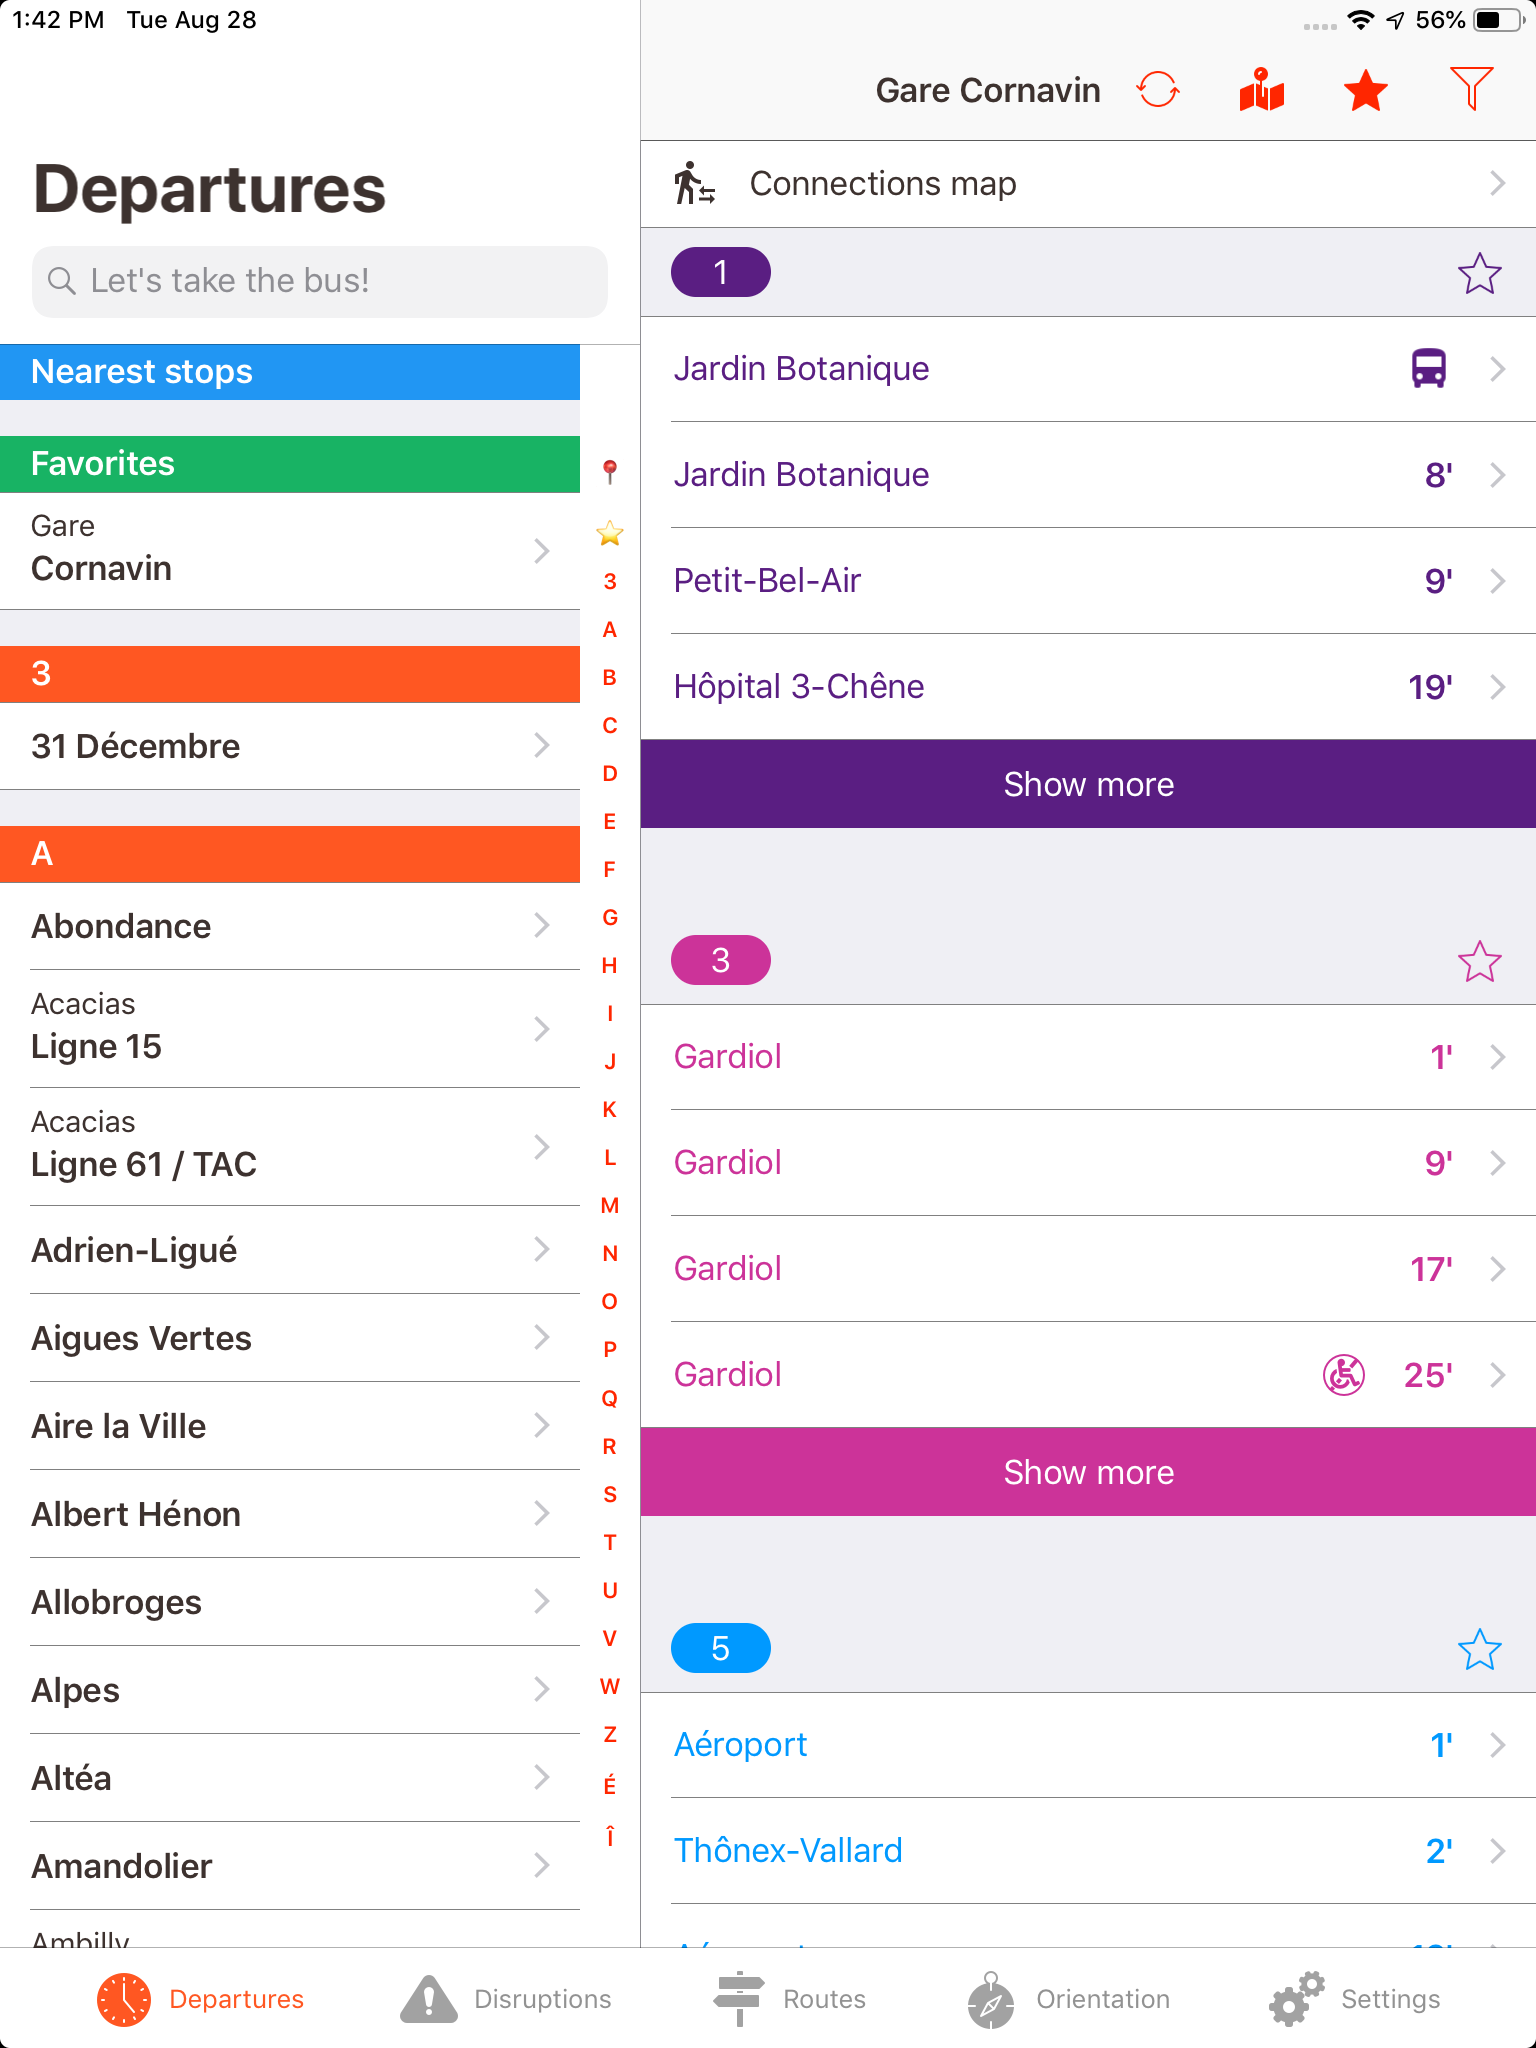 1:42 PM Tue Aug 28
56%
Departures
Let's take the bus!
Nearest stops
Favorites
Gare
Cornavin
3
31 Décembre
A
Abondance
Acacias
Ligne 15
Acacias
Ligne 61 / TAC
Adrien-Ligué
Aigues Vertes
Aire la Ville
Albert Hénon
Allobroges
Alpes
Altéa
Amandolier
Ambilly
3
A
B
C
D
E
F
G
H
I
J
K
L
M
N
O
P
Q
R
S
T
U
V
W
Z
É
Î
Gare Cornavin
Connections map
1
Jardin Botanique
Jardin Botanique 8'
Petit-Bel-Air 9'
Hôpital 3-Chêne 19'
Show more
3
Gardiol 1'
Gardiol 9'
Gardiol 17'
Gardiol 25'
Show more
5
Aéroport 1'
Thônex-Vallard 2'
Departures
Disruptions
Routes
Orientation
Settings